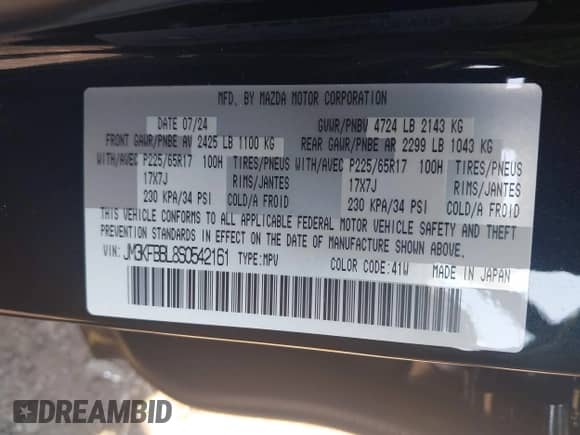 MFD. BY MAZDA MOTOR CORPORATION
DATE 07/24 GVWR/PNBV 4724 LB 2143 KG
FRONT GAWR/PNBE AV 2425 LB 1100 KG REAR GAWR/PNBE AR 2299 LB 1043 KG
WITH/AVEC P225/65R17 100H TIRES/PNEUS WITH/AVEC P225/65R17 100H TIRES/PNEUS
17X7J RIMS/JANTES 17X7J RIMS/JANTES
230 KPA/34 PSI COLD/A FROID 230 KPA/34 PSI COLD/A FROID
THIS VEHICLE CONFORMS TO ALL APPLICABLE FEDERAL MOTOR VEHICLE SAFETY AND THEFT
PREVENTION STANDARDS IN EFFECT ON THE DATE OF MANUFACTURE SHOWN ABOVE.
VIN: JM3KFBBL8S0542161 TYPE:MPV COLOR CODE:41W MADE IN JAPAN
DREAMBID